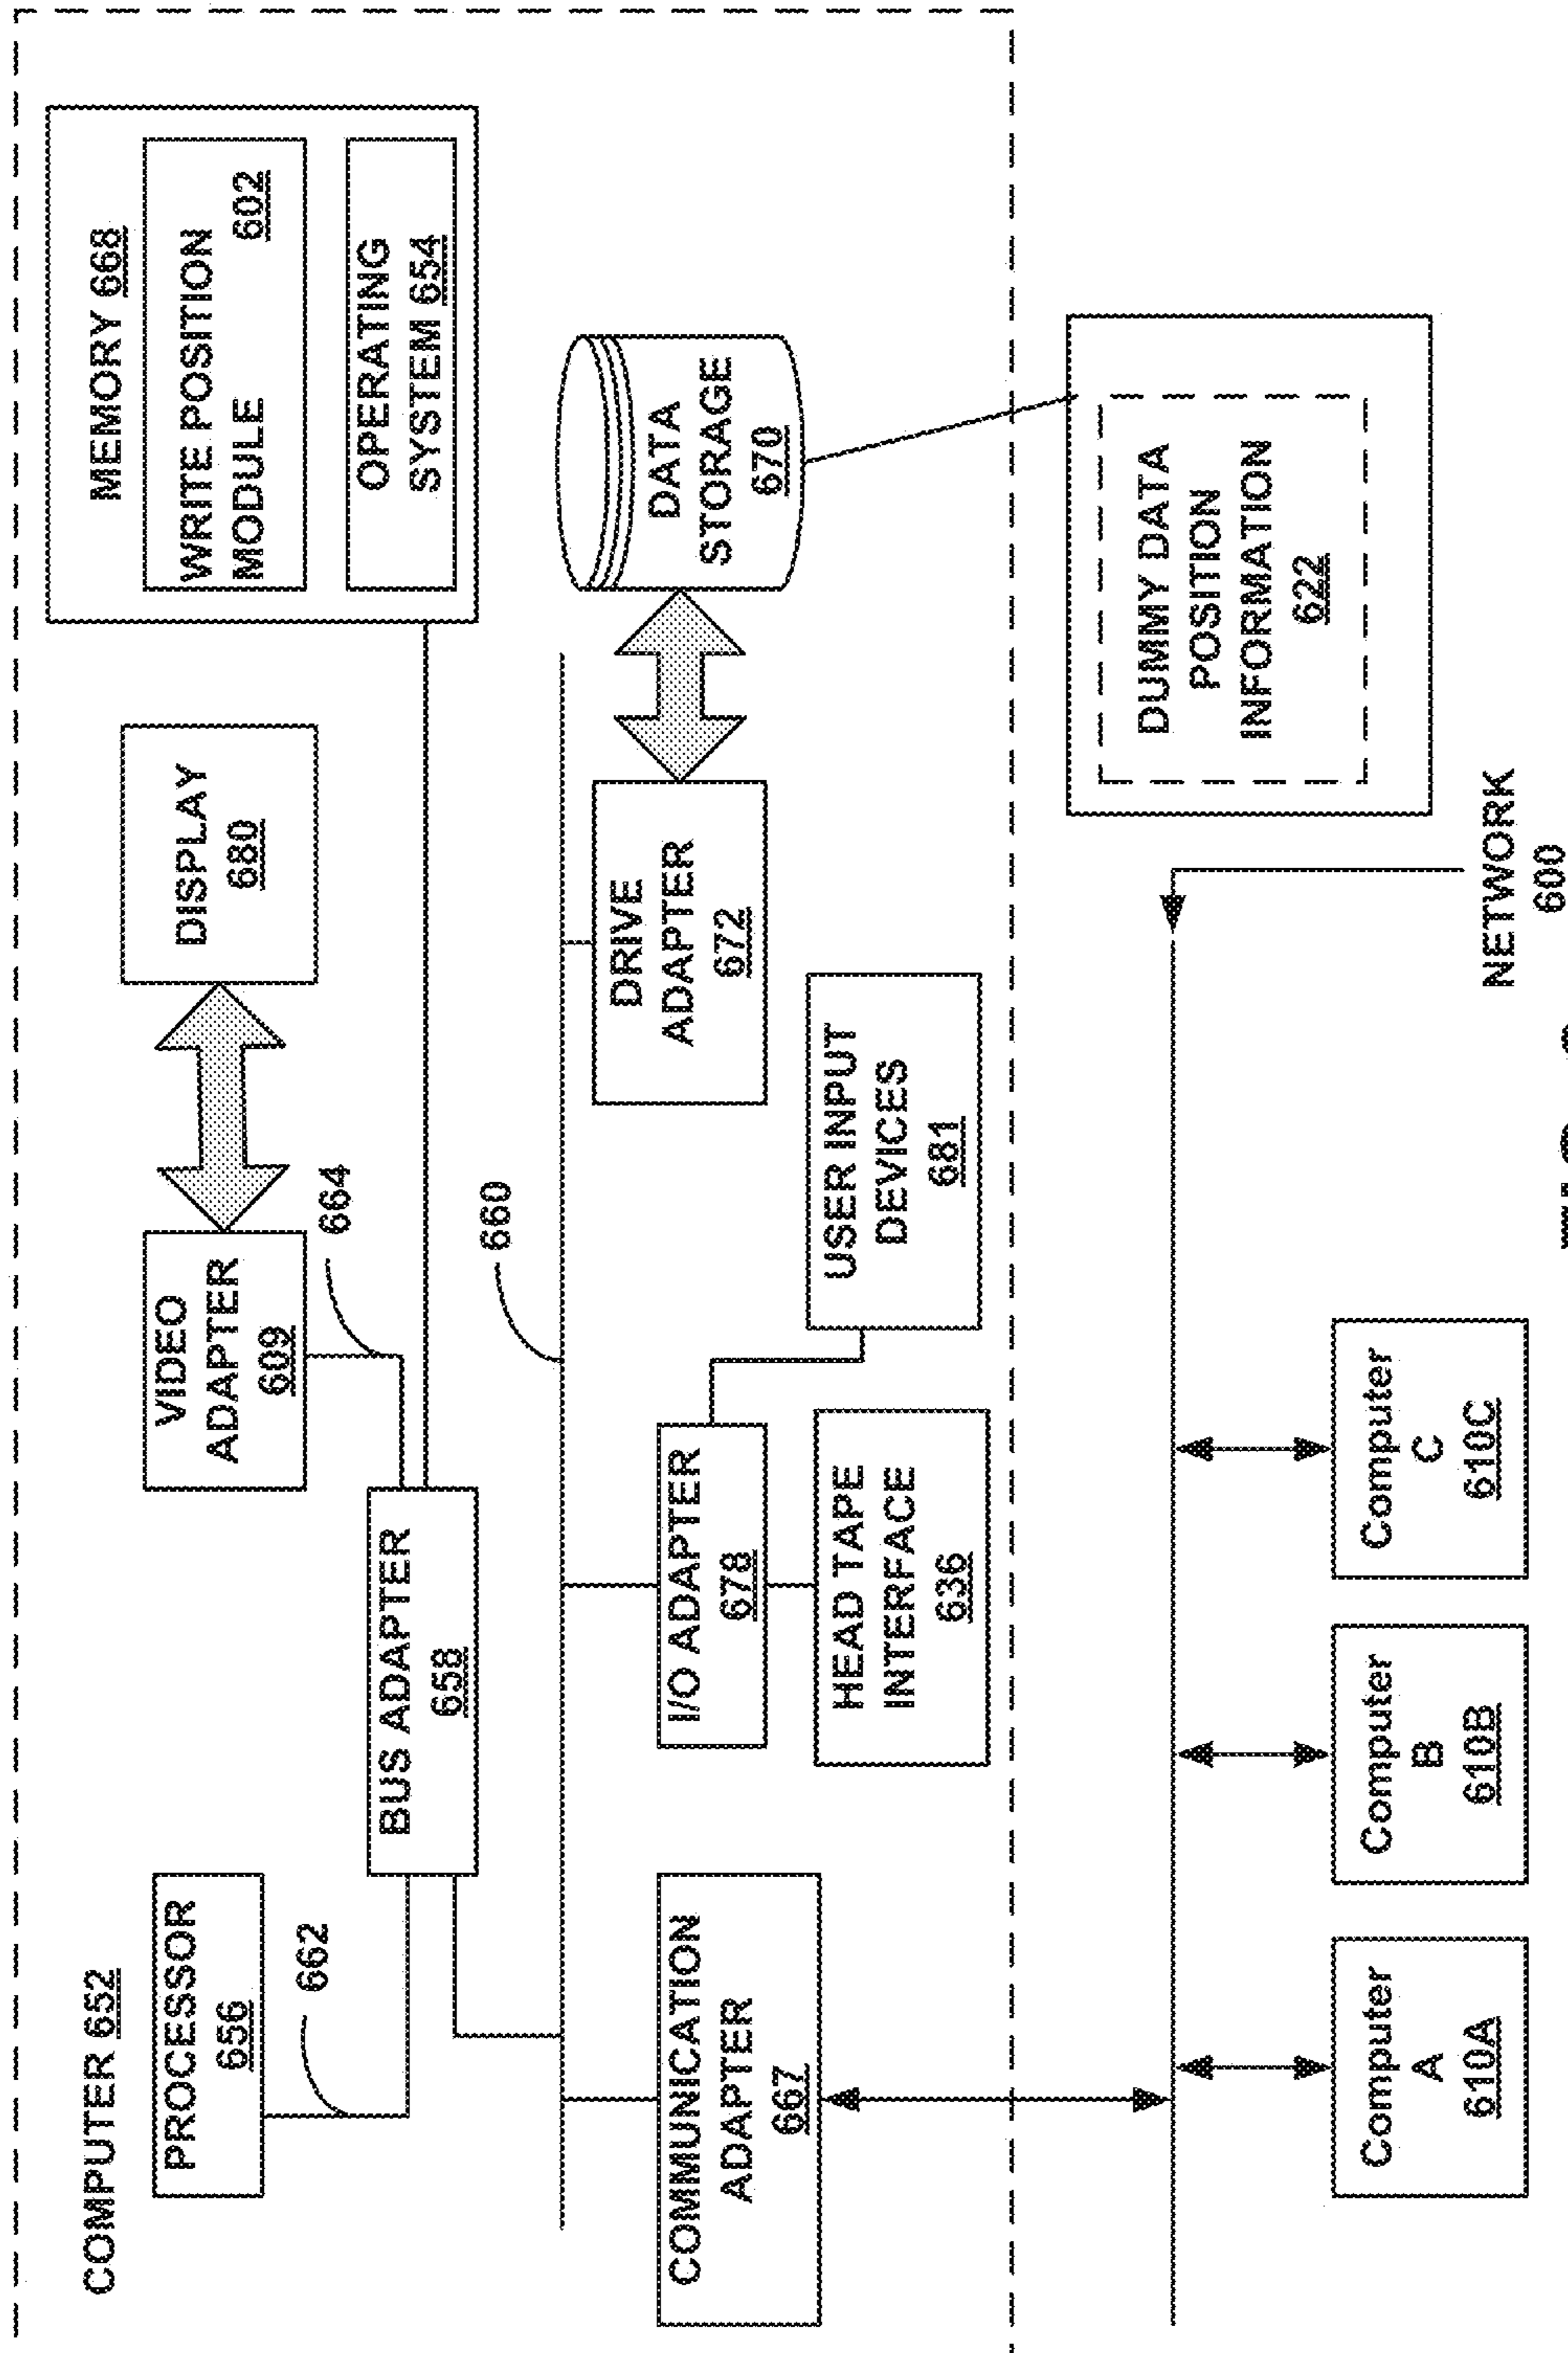 COMPUTER 652
PROCESSOR
656
662
BUS ADAPTER
658
VIDEO
ADAPTER
609
664
DISPLAY
680
MEMORY 668
WRITE POSITION
MODULE 602
OPERATING
SYSTEM 654
660
COMMUNICATION
ADAPTER
667
I/O ADAPTER
678
HEAD TAPE
INTERFACE
636
USER INPUT
DEVICES
681
DRIVE
ADAPTER
672
DATA
STORAGE
670
DUMMY DATA
POSITION
INFORMATION
622
NETWORK
600
Computer
A
610A
Computer
B
610B
Computer
C
610C